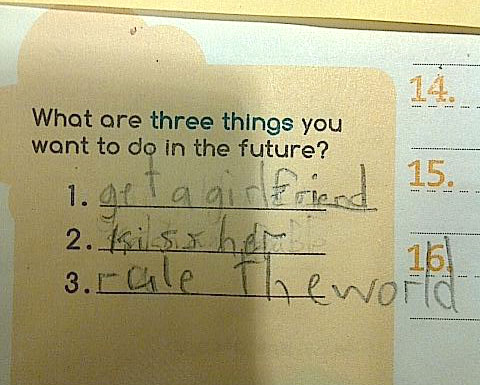 What are three things you
want to do in the future?
1. get a girlfriend
2. kiss her
3. rule The world
14.
15.
16.